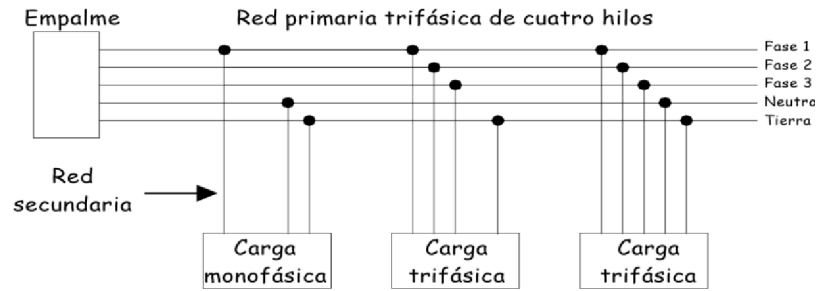 Empalme
Red primaria trifásica de cuatro hilos
Fase 1
Fase 2
Fase 3
Neutro
Tierra
Red
secundaria
Carga
monofásica
Carga
trifásica
Carga
trifásica